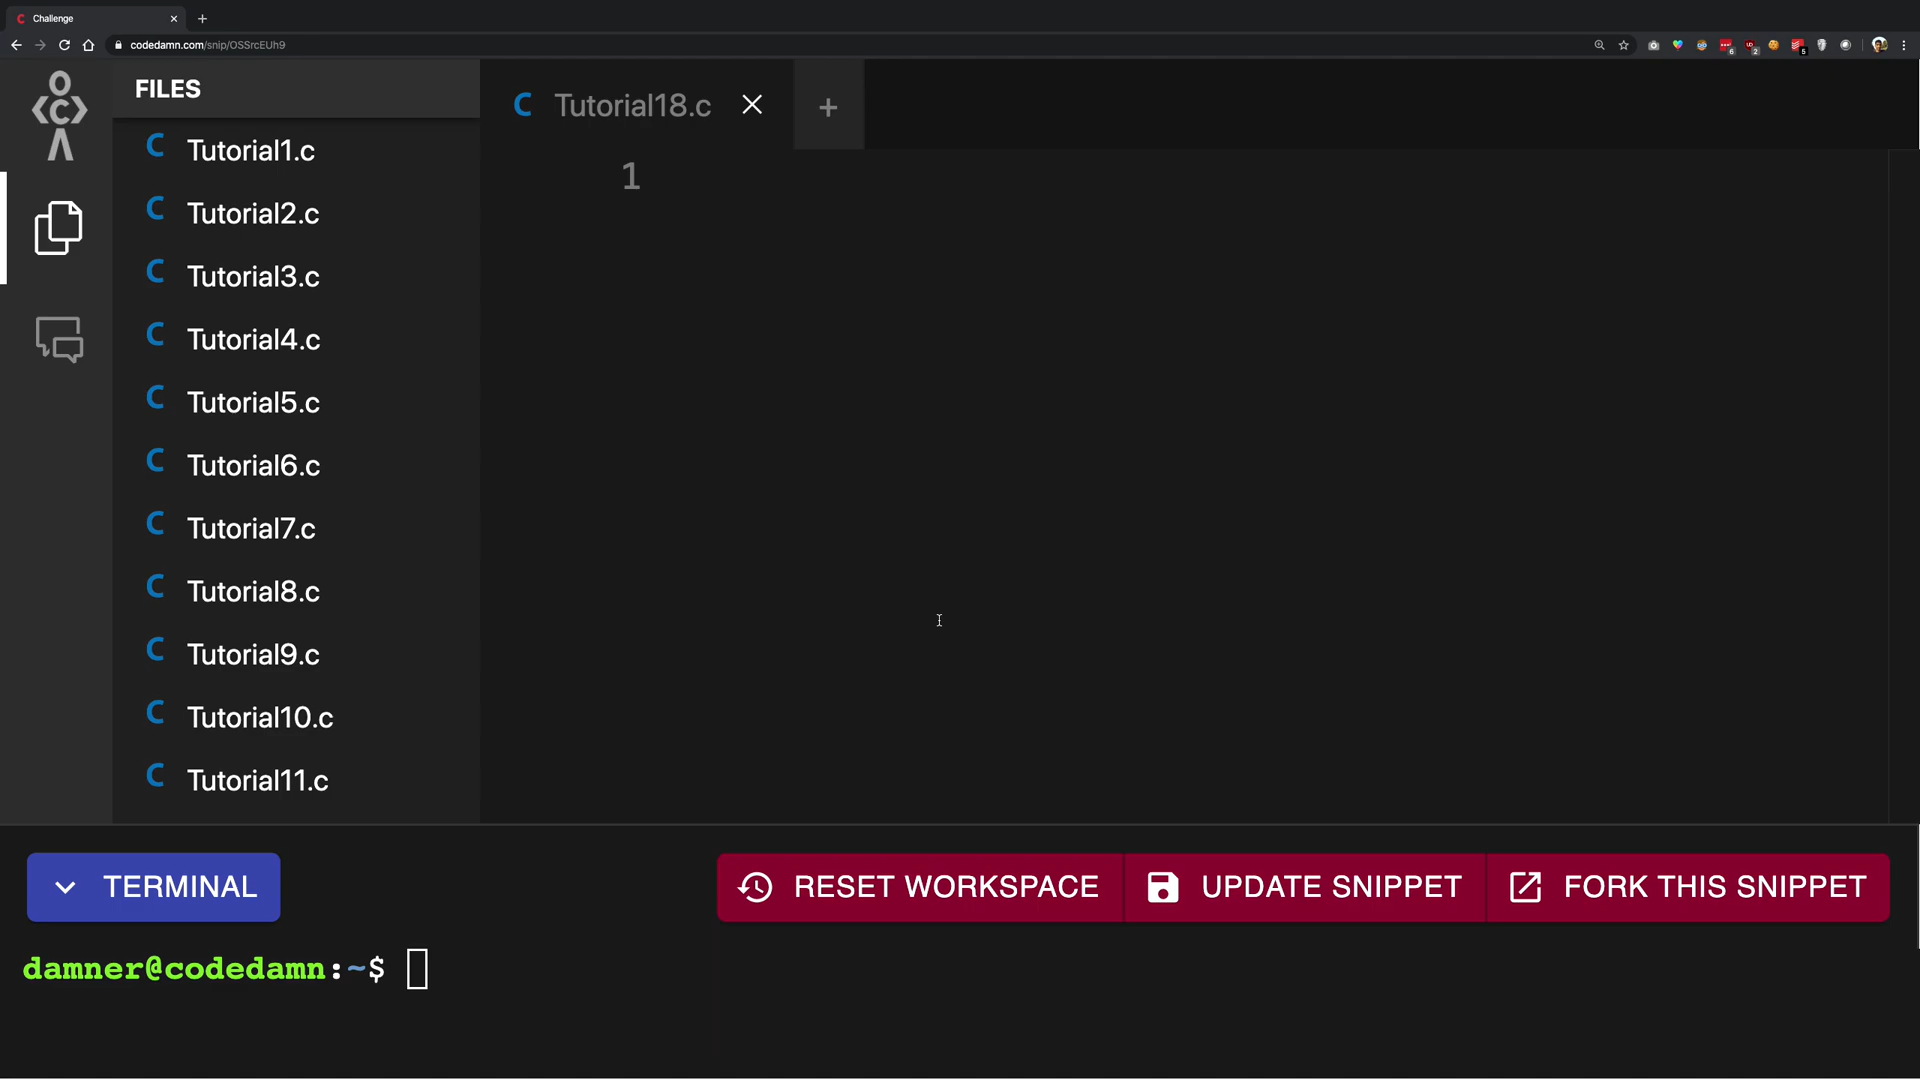 Challenge
codedamn.com/snip/OSSrcEUh9
FILES
Tutorial1.c
Tutorial2.c
Tutorial3.c
Tutorial4.c
Tutorial5.c
Tutorial6.c
Tutorial7.c
Tutorial8.c
Tutorial9.c
Tutorial10.c
Tutorial11.c
Tutorial18.c
1
TERMINAL
RESET WORKSPACE
UPDATE SNIPPET
FORK THIS SNIPPET
damner@codedamn:~$